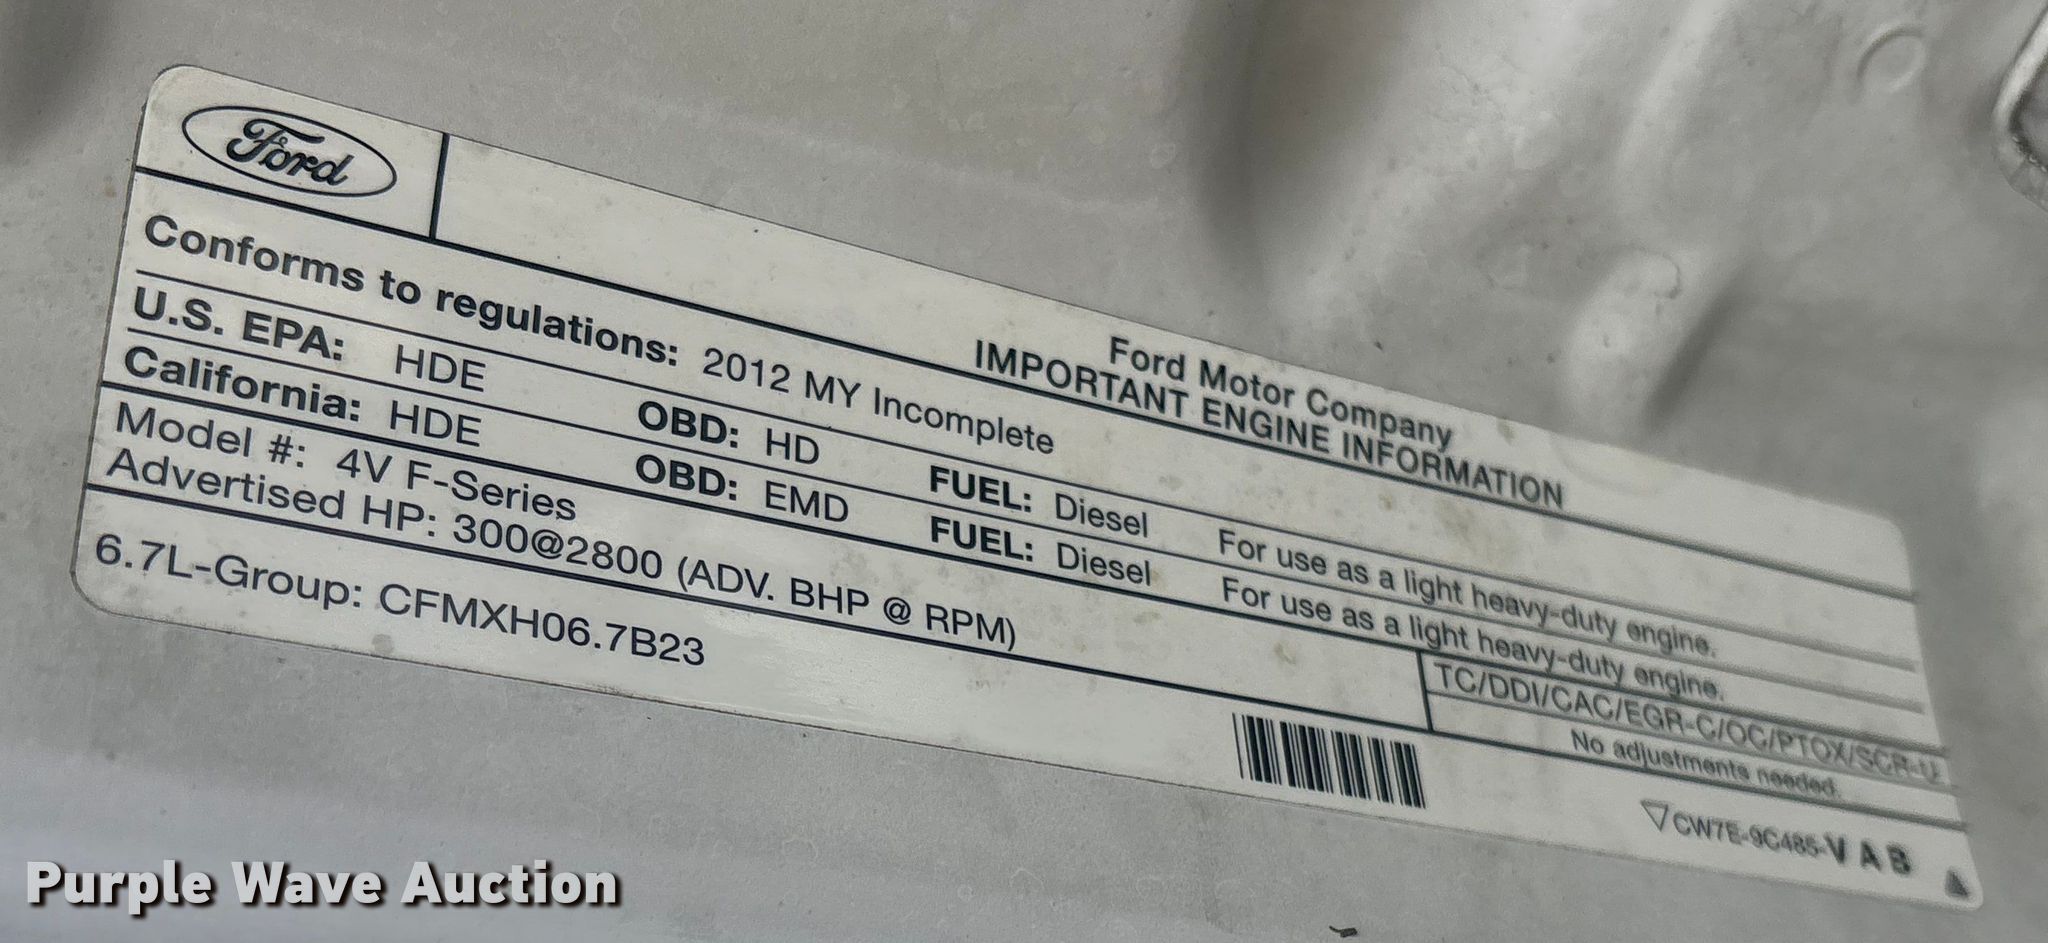 Ford
Ford Motor Company
IMPORTANT ENGINE INFORMATION
Conforms to regulations: 2012 MY Incomplete
U.S. EPA: HDE OBD: HD FUEL: Diesel For use as a light heavy-duty engine.
California: HDE OBD: EMD FUEL: Diesel For use as a light heavy-duty engine.
Model #: 4V F-Series TC/DDI/CAC/EGR-C/OC/PTOX/SCR-U
Advertised HP: 300@2800 (ADV. BHP @ RPM) No adjustments needed.
6.7L-Group: CFMXH06.7B23
CW7E-9C485-V A B
Purple Wave Auction